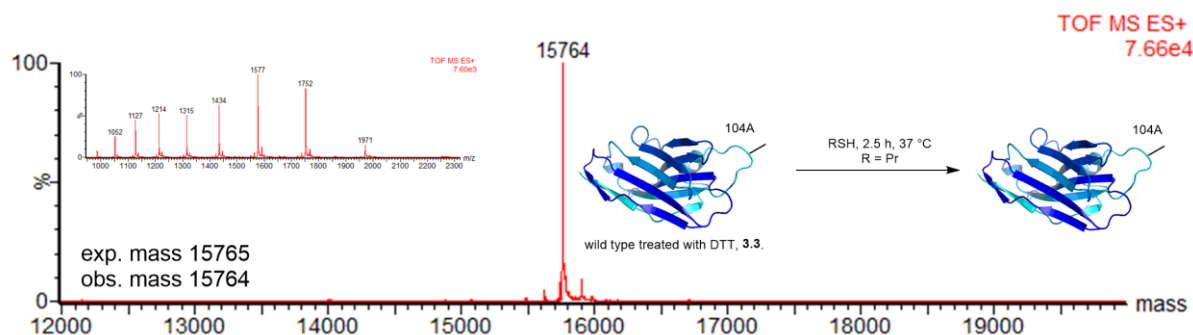 TOF MS ES+
7.66e4
15764
100
%
0
TOF MS ES+
7.60e3
100
%
0
1052
1127
1214
1315
1434
1577
1752
1971
1000 1100 1200 1300 1400 1500 1600 1700 1800 1900 2000 2100 2200 2300 m/z
exp. mass 15765
obs. mass 15764
104A
wild type treated with DTT, 3.3.
RSH, 2.5 h, 37 °C
R = Pr
104A
12000 13000 14000 15000 16000 17000 18000 19000 mass